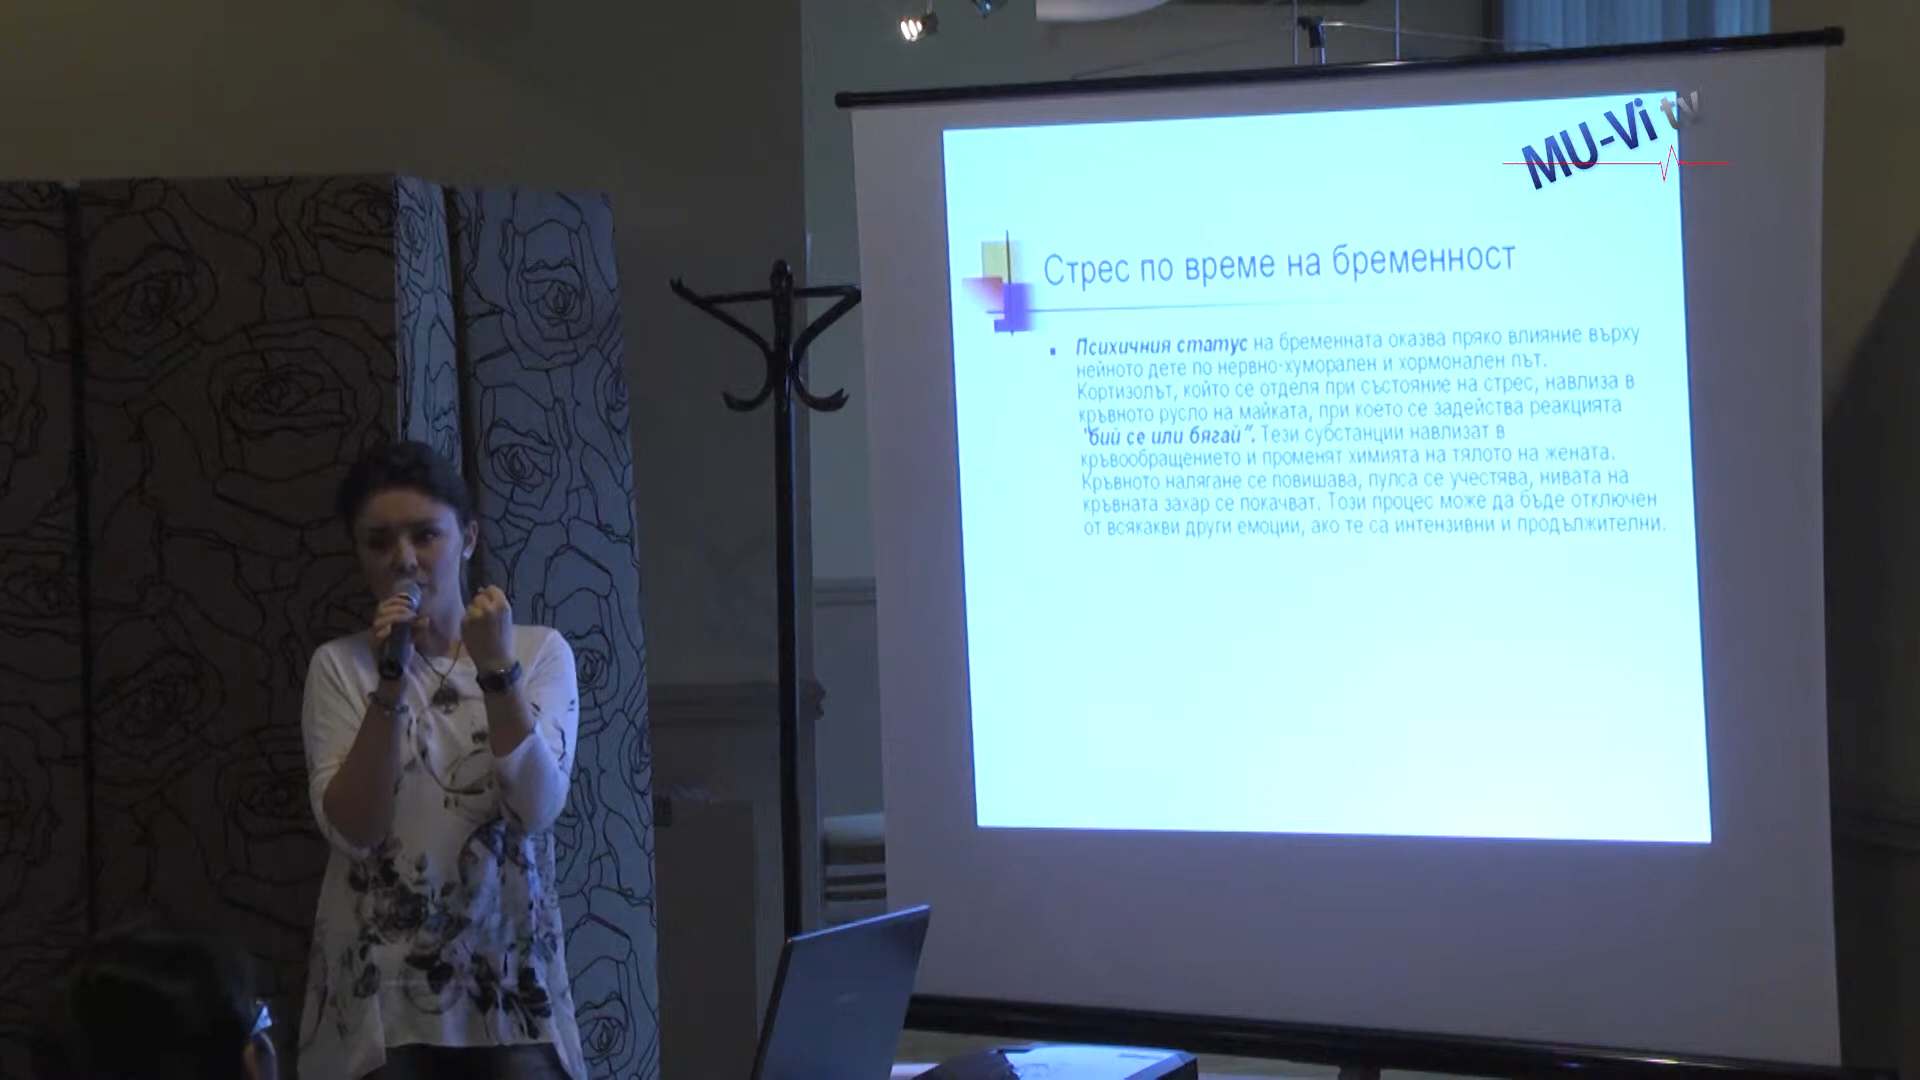 MU-Vi tv
Стрес по време на бременност
Психичния статус на бременната оказва пряко влияние върху
нейното дете по нервно-хуморален и хормонален път.
Кортизолът, който се отделя при състояние на стрес, навлиза в
кръвното русло на майката, при което се задейства реакцията
"бий се или бягай". Тези субстанции навлизат в
кръвообращението и променят химията на тялото на жената.
Кръвното налягане се повишава, пулса се учестява, нивата на
кръвната захар се покачват. Този процес може да бъде отключен
от всякакви други емоции, ако те са интензивни и продължителни.